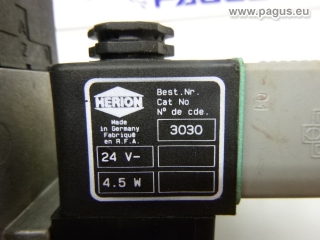 www.pagus.eu
HERION
Best.Nr.
Cat No
N° de cde.
Made
in Germany
Fabriqué
en R.F.A.
3030
24 V-
4.5 W